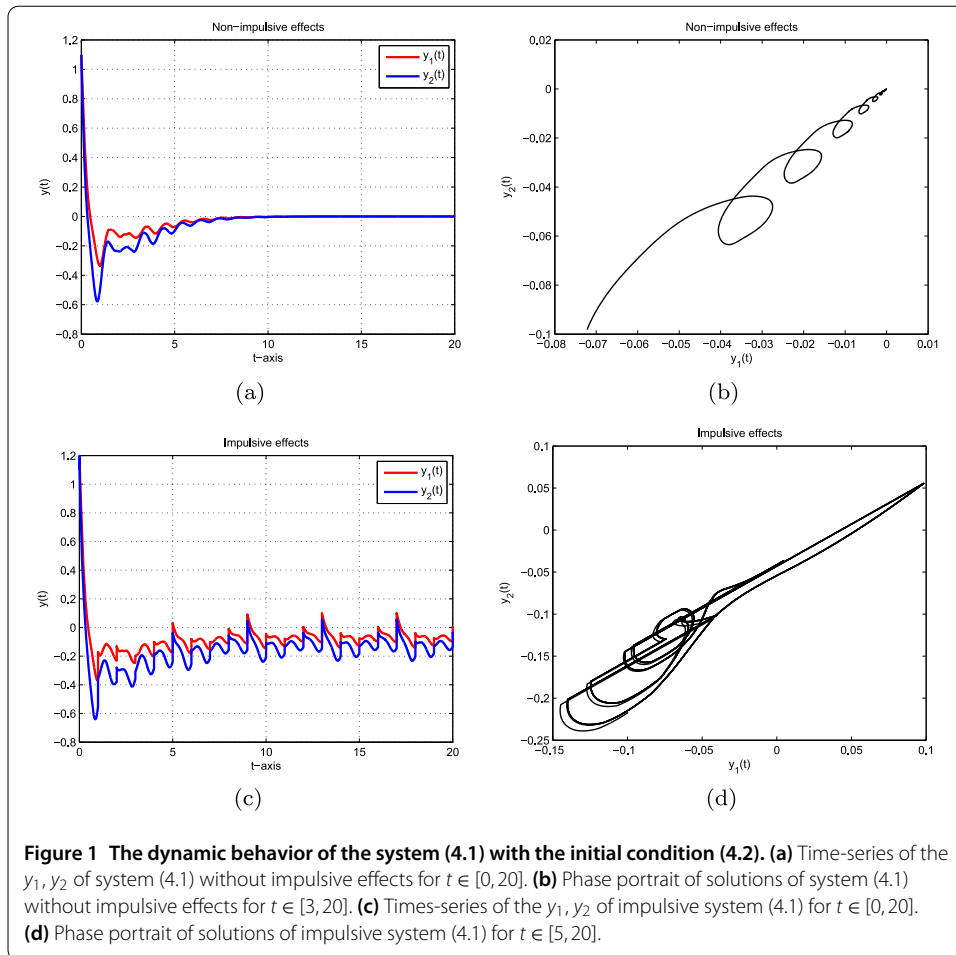 Non-impulsive effects
1.2
1
0.8
0.6
0.4
0.2
0
−0.2
−0.4
−0.6
−0.8
y(t)
y₁(t)
y₂(t)
0 5 10 15 20
t-axis
(a)
Non-impulsive effects
0.02
0
−0.02
−0.04
−0.06
−0.08
−0.1
y₂(t)
−0.08 −0.07 −0.06 −0.05 −0.04 −0.03 −0.02 −0.01 0 0.01
y₁(t)
(b)
Impulsive effects
1.2
1
0.8
0.6
0.4
0.2
0
−0.2
−0.4
−0.6
−0.8
y(t)
y₁(t)
y₂(t)
0 5 10 15 20
t-axis
(c)
Impulsive effects
0.1
0.05
0
−0.05
−0.1
−0.15
−0.2
−0.25
y₂(t)
−0.15 −0.1 −0.05 0 0.05 0.1
y₁(t)
(d)
Figure 1 The dynamic behavior of the system (4.1) with the initial condition (4.2). (a) Time-series of the
y₁, y₂ of system (4.1) without impulsive effects for t ∈ [0, 20]. (b) Phase portrait of solutions of system (4.1)
without impulsive effects for t ∈ [3, 20]. (c) Times-series of the y₁, y₂ of impulsive system (4.1) for t ∈ [0, 20].
(d) Phase portrait of solutions of impulsive system (4.1) for t ∈ [5, 20].